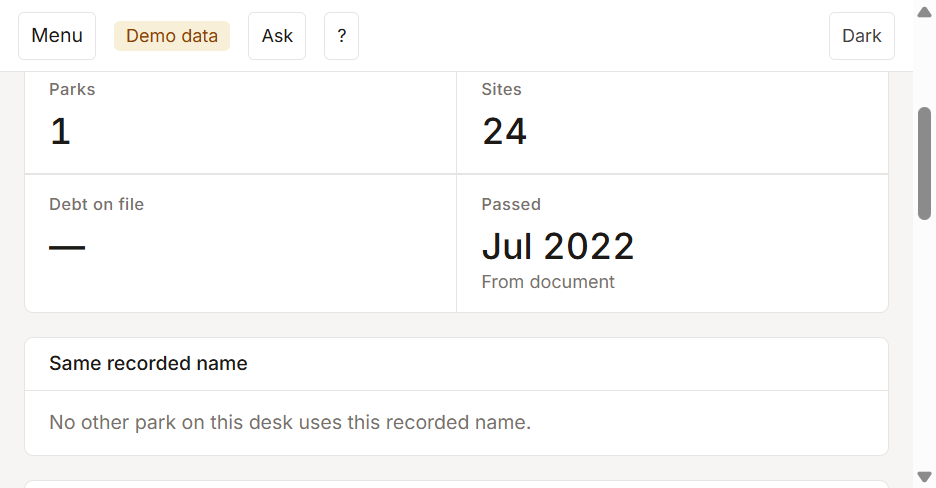 Menu
Demo data
Ask
?
Dark
Parks
1
Sites
24
Debt on file
—
Passed
Jul 2022
From document
Same recorded name
No other park on this desk uses this recorded name.